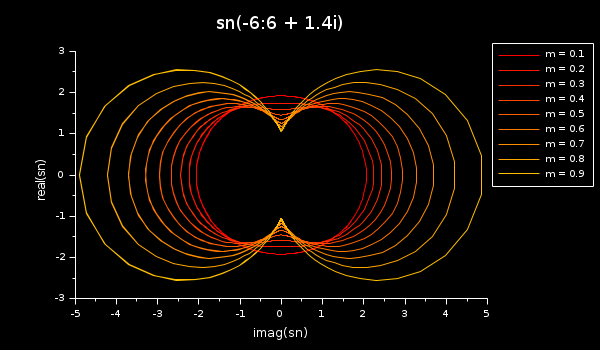 sn(-6:6 + 1.4i)
3
2
1
0
-1
-2
-3
real(sn)
-5
-4
-3
-2
-1
0
1
2
3
4
5
imag(sn)
m = 0.1
m = 0.2
m = 0.3
m = 0.4
m = 0.5
m = 0.6
m = 0.7
m = 0.8
m = 0.9